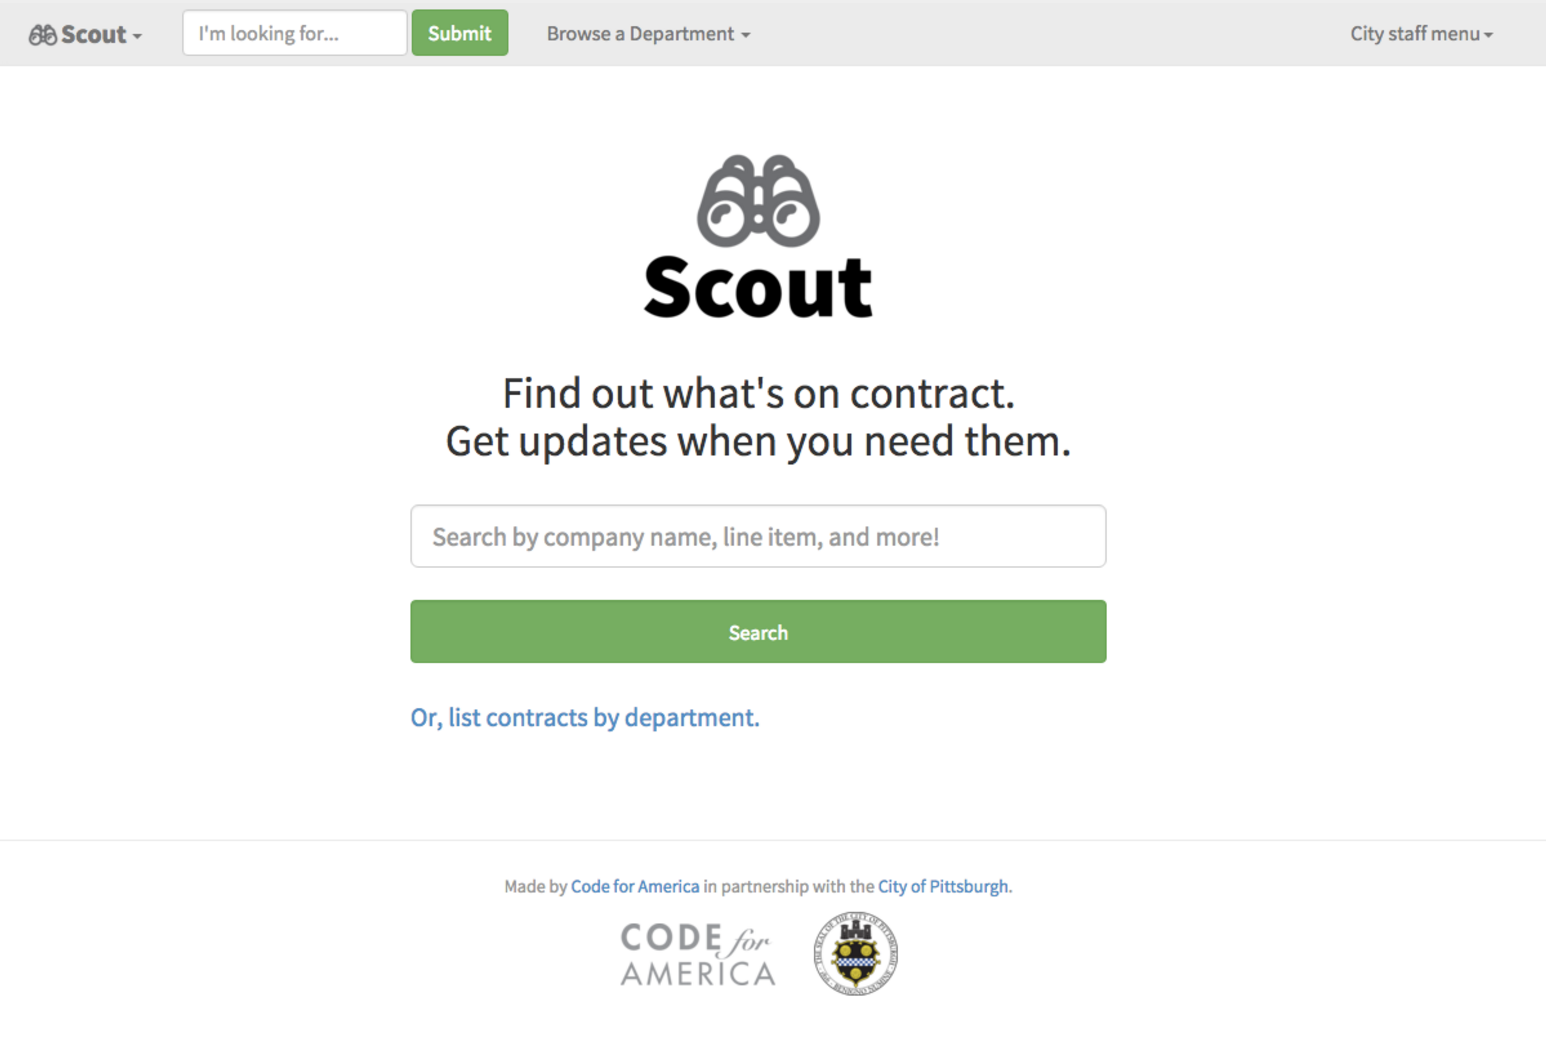 Scout
I'm looking for...
Submit
Browse a Department
City staff menu
Scout
Find out what's on contract.
Get updates when you need them.
Search by company name, line item, and more!
Search
Or, list contracts by department.
Made by Code for America in partnership with the City of Pittsburgh.
CODE for
AMERICA
THE SEAL OF THE CITY OF PITTSBURGH
BENIGNO NUMINE